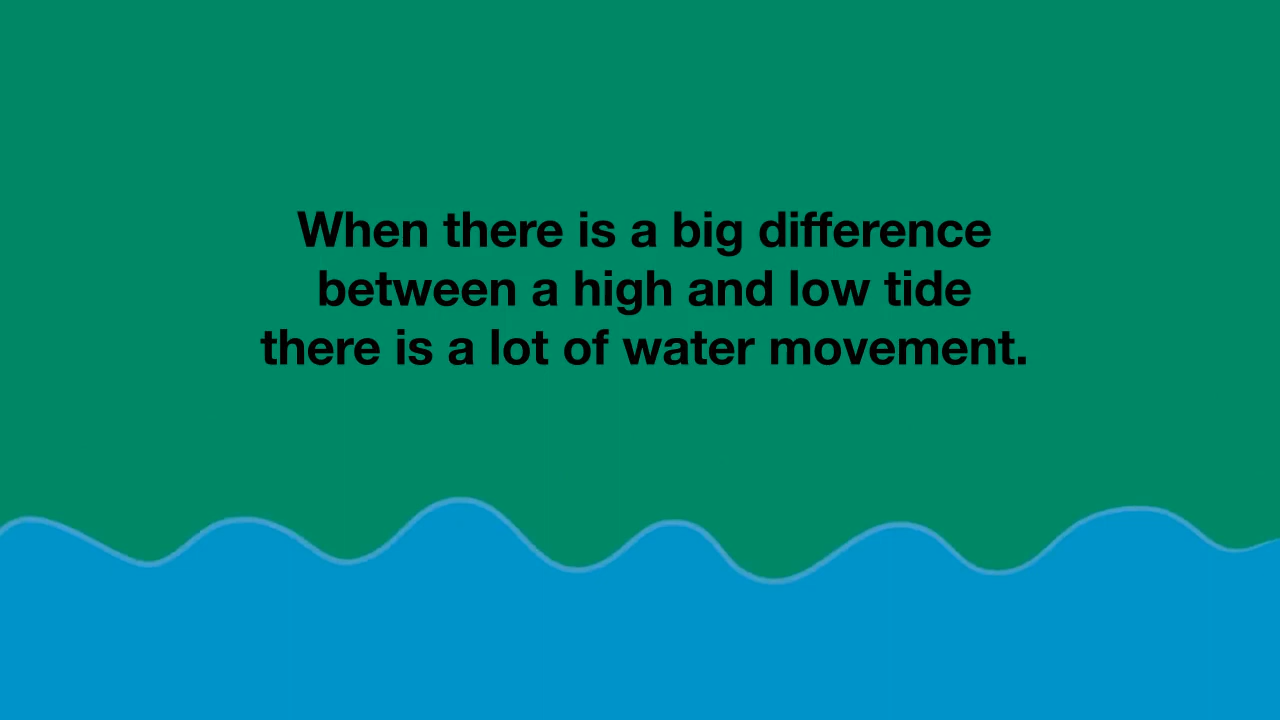 When there is a big difference
between a high and low tide
there is a lot of water movement.